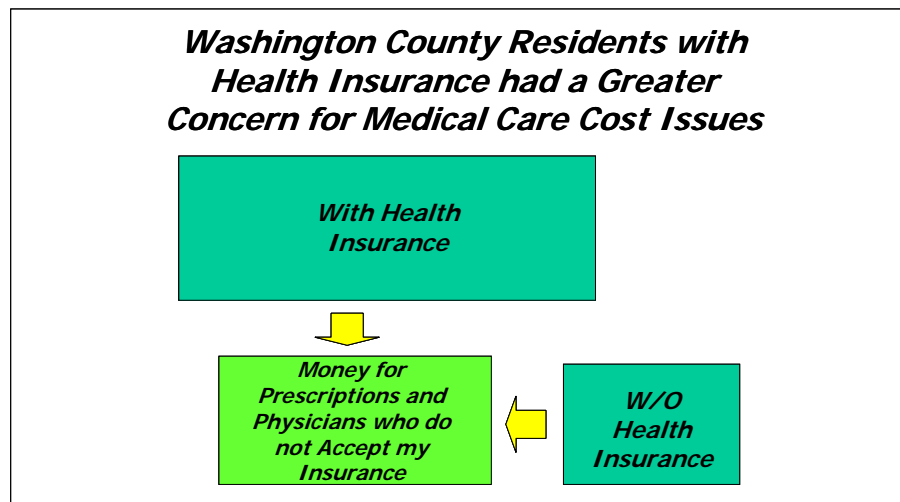 Washington County Residents with
Health Insurance had a Greater
Concern for Medical Care Cost Issues
With Health
Insurance
Money for
Prescriptions and
Physicians who do
not Accept my
Insurance
W/O
Health
Insurance